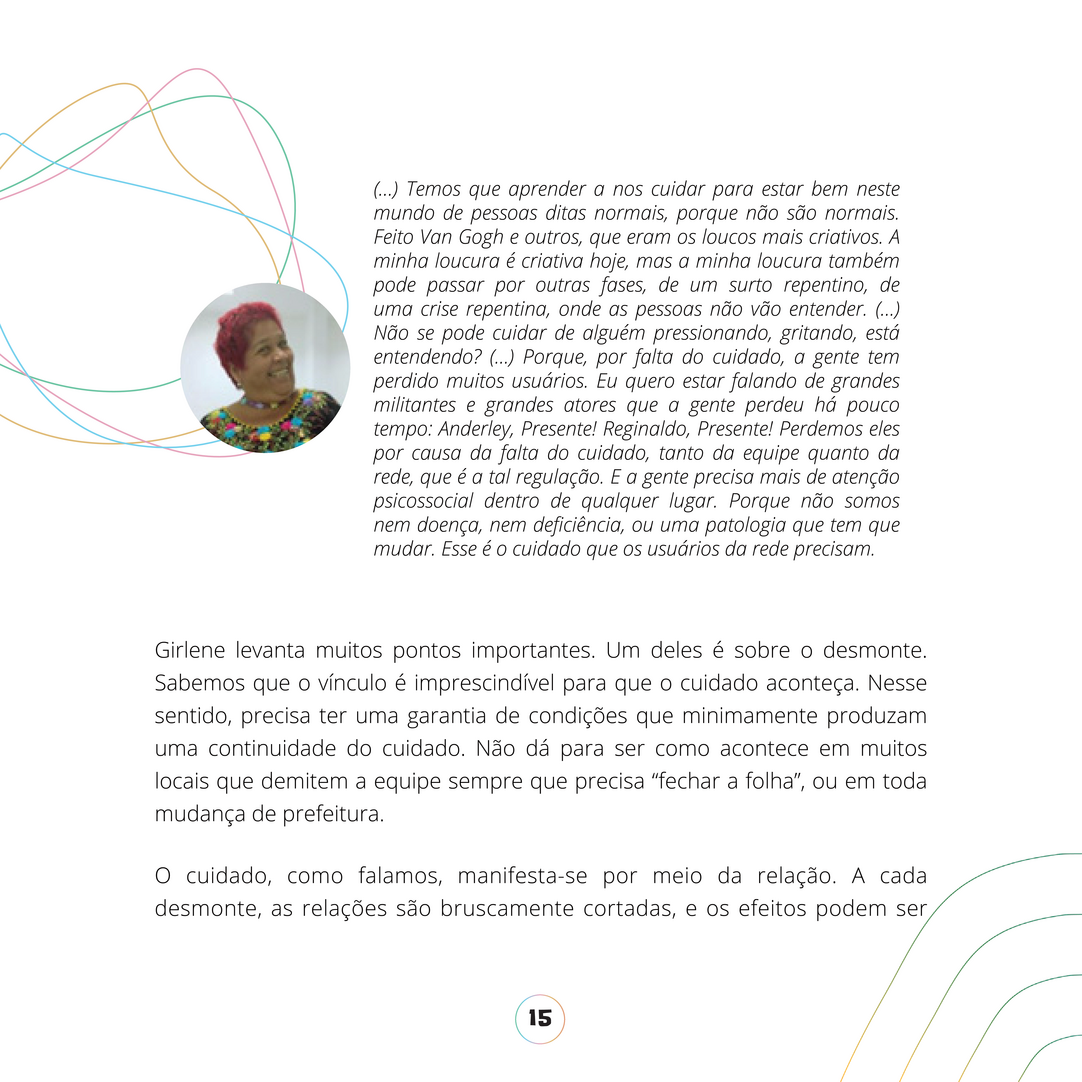 (...) Temos que aprender a nos cuidar para estar bem neste
mundo de pessoas ditas normais, porque não são normais.
Feito Van Gogh e outros, que eram os loucos mais criativos. A
minha loucura é criativa hoje, mas a minha loucura também
pode passar por outras fases, de um surto repentino, de
uma crise repentina, onde as pessoas não vão entender. (...)
Não se pode cuidar de alguém pressionando, gritando, está
entendendo? (...) Porque, por falta do cuidado, a gente tem
perdido muitos usuários. Eu quero estar falando de grandes
militantes e grandes atores que a gente perdeu há pouco
tempo: Anderley, Presente! Reginaldo, Presente! Perdemos eles
por causa da falta do cuidado, tanto da equipe quanto da
rede, que é a tal regulação. E a gente precisa mais de atenção
psicossocial dentro de qualquer lugar. Porque não somos
nem doença, nem deficiência, ou uma patologia que tem que
mudar. Esse é o cuidado que os usuários da rede precisam.
Girlene levanta muitos pontos importantes. Um deles é sobre o desmonte.
Sabemos que o vínculo é imprescindível para que o cuidado aconteça. Nesse
sentido, precisa ter uma garantia de condições que minimamente produzam
uma continuidade do cuidado. Não dá para ser como acontece em muitos
locais que demitem a equipe sempre que precisa “fechar a folha”, ou em toda
mudança de prefeitura.
O cuidado, como falamos, manifesta-se por meio da relação. A cada
desmonte, as relações são bruscamente cortadas, e os efeitos podem ser
15